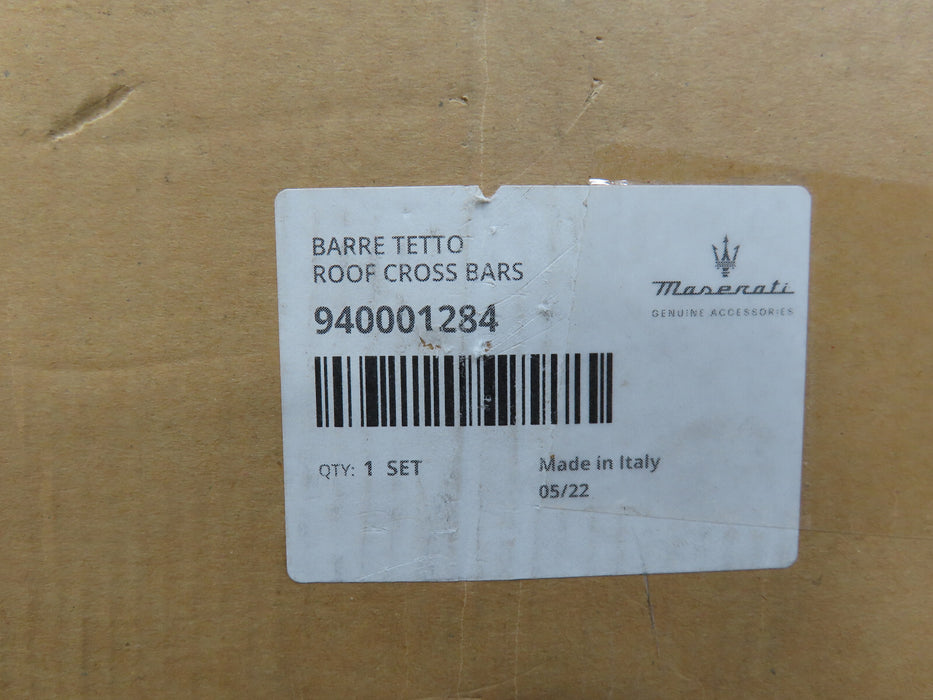 BARRE TETTO
ROOF CROSS BARS
940001284
Maserati
GENUINE ACCESSORIES
QTY: 1 SET
Made in Italy
05/22